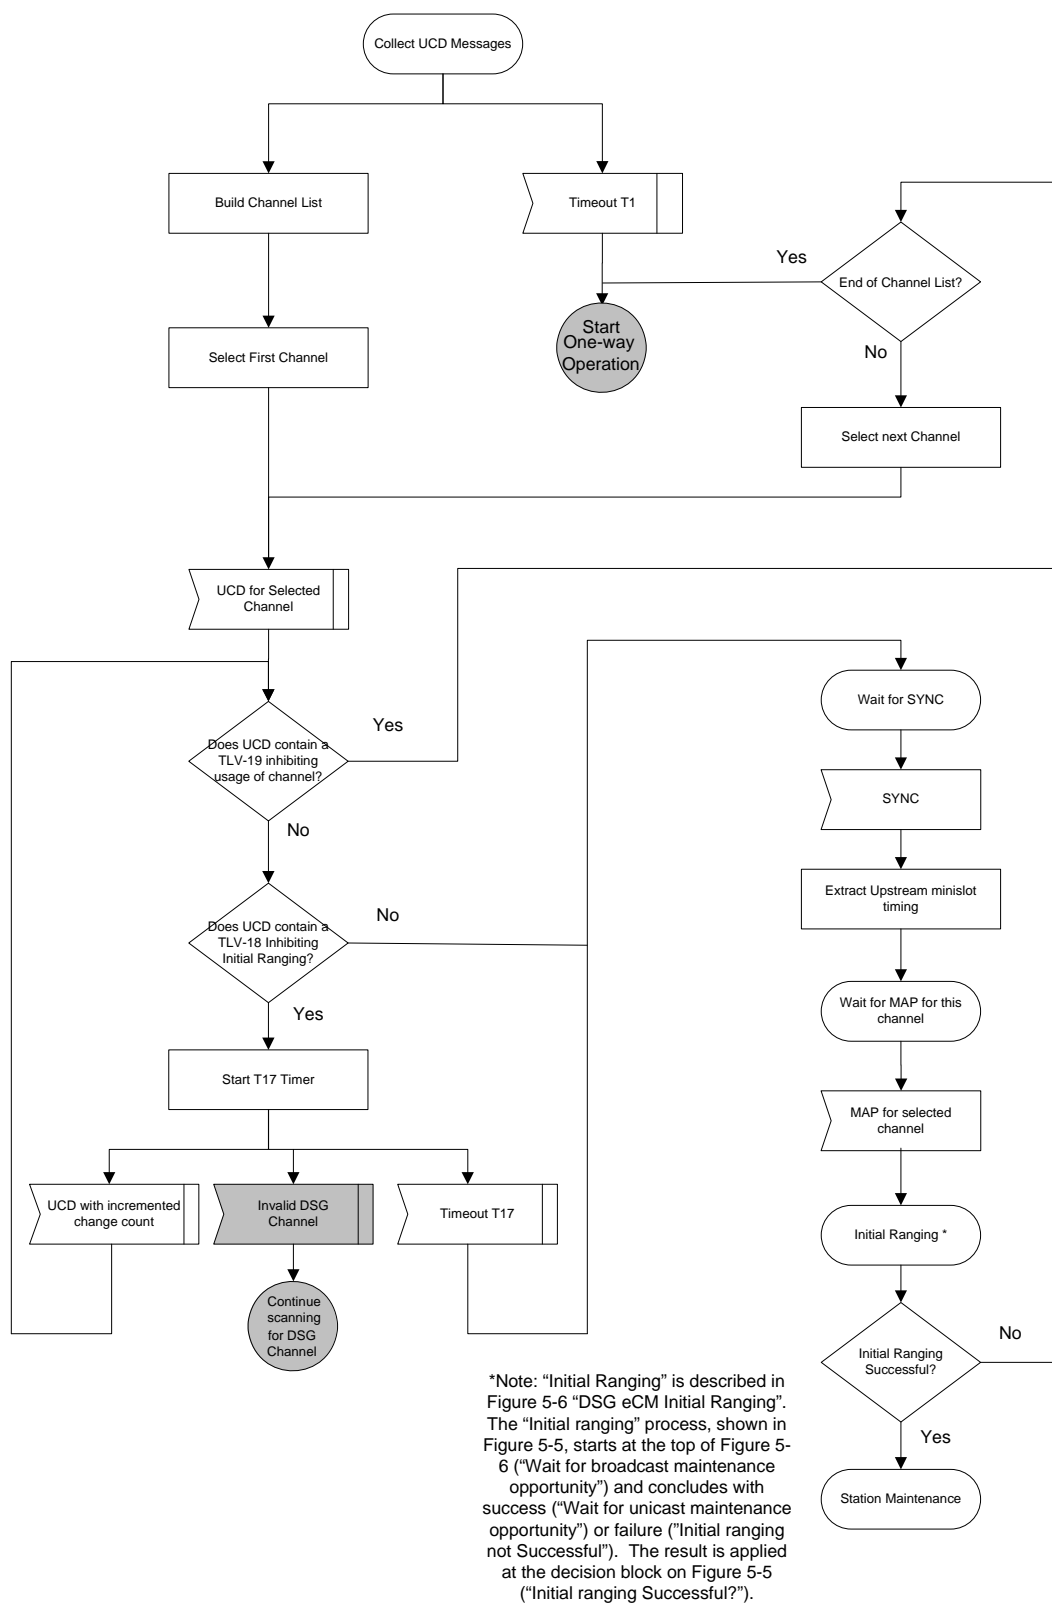 Collect UCD Messages
Build Channel List
Timeout T1
Yes
End of Channel List?
Start
One-way
Operation
No
Select First Channel
Select next Channel
UCD for Selected
Channel
Wait for SYNC
Yes
Does UCD contain a
TLV-19 inhibiting
usage of channel?
SYNC
No
Extract Upstream minislot
timing
No
Does UCD contain a
TLV-18 Inhibiting
Initial Ranging?
Yes
Wait for MAP for this
channel
Start T17 Timer
MAP for selected
channel
UCD with incremented
change count
Invalid DSG
Channel
Timeout T17
Initial Ranging *
Continue
scanning
for DSG
Channel
Initial Ranging
Successful?
No
Yes
Station Maintenance
*Note: “Initial Ranging” is described in
Figure 5-6 “DSG eCM Initial Ranging”.
The “Initial ranging” process, shown in
Figure 5-5, starts at the top of Figure 5-
6 (“Wait for broadcast maintenance
opportunity”) and concludes with
success (“Wait for unicast maintenance
opportunity”) or failure (”Initial ranging
not Successful”).  The result is applied
at the decision block on Figure 5-5
(“Initial ranging Successful?”).